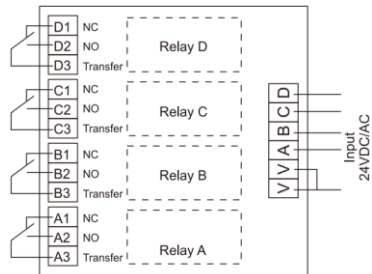 D1 NC
D2 NO
D3 Transfer
Relay D
C1 NC
C2 NO
C3 Transfer
Relay C
B1 NC
B2 NO
B3 Transfer
Relay B
A1 NC
A2 NO
A3 Transfer
Relay A
D
C
B
A
V
V
Input
24VDC/AC